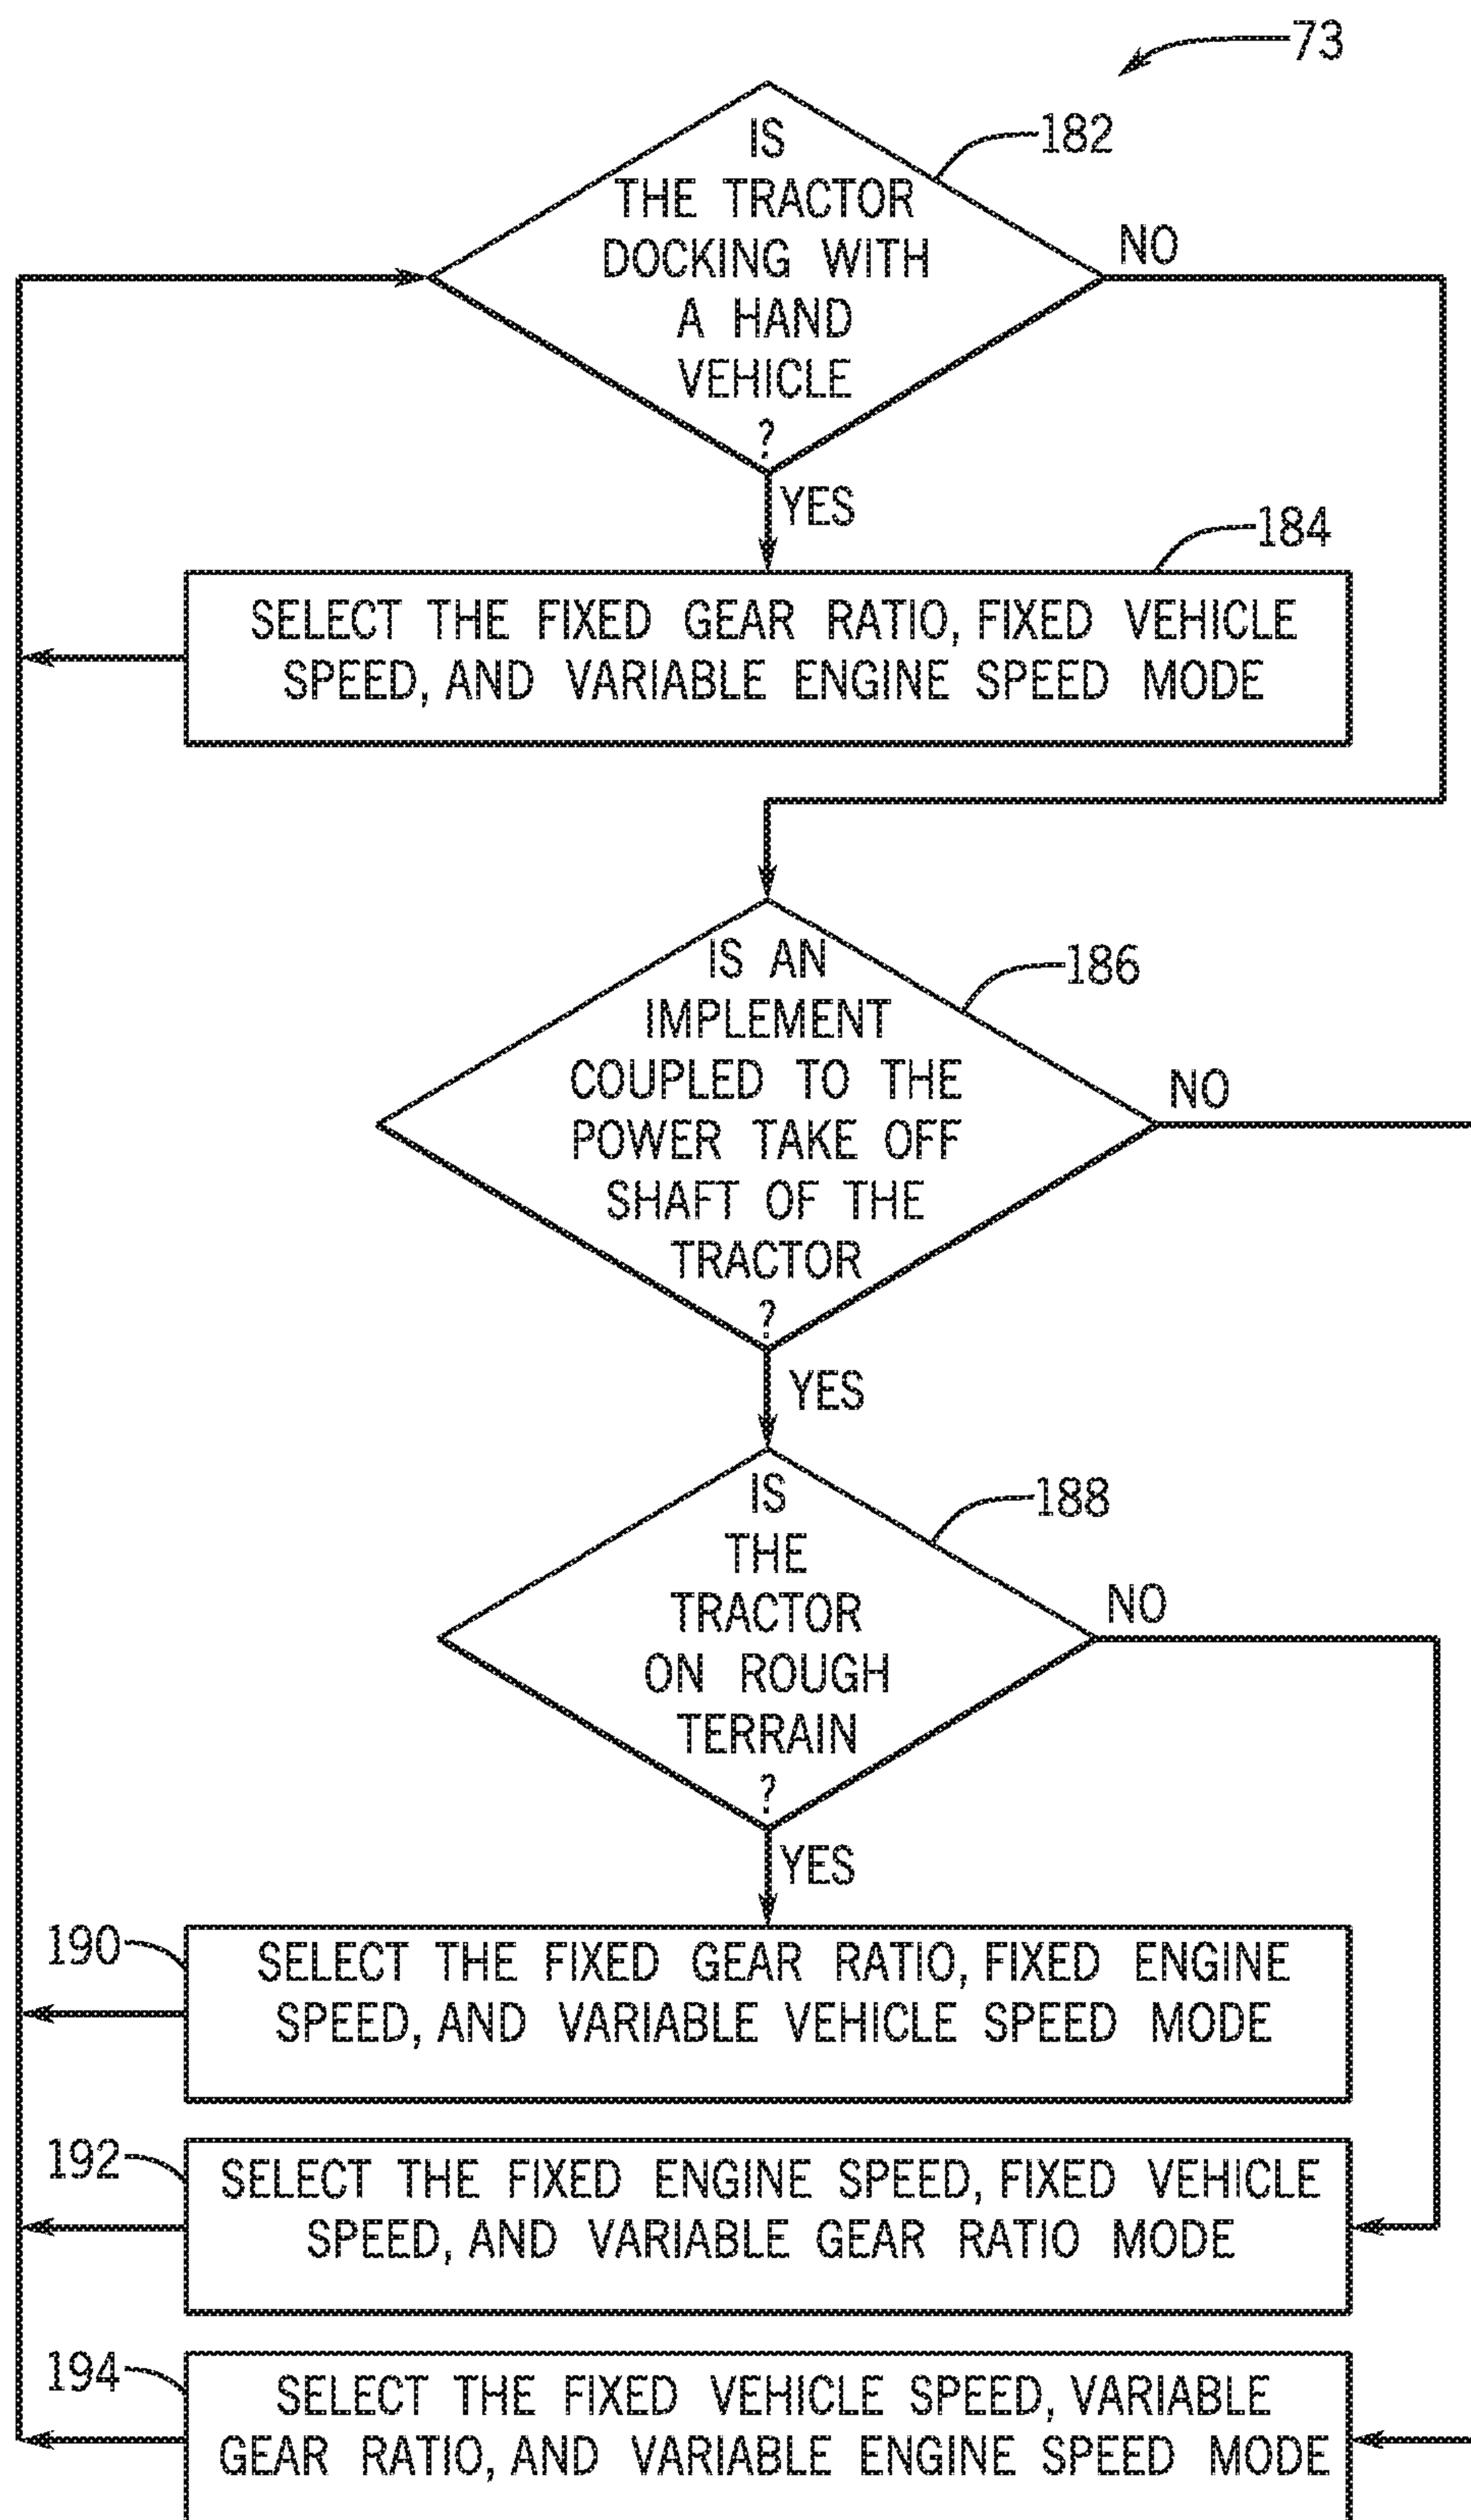 73
182
IS
THE TRACTOR
DOCKING WITH
A HAND
VEHICLE
?
NO
YES
184
SELECT THE FIXED GEAR RATIO, FIXED VEHICLE
SPEED, AND VARIABLE ENGINE SPEED MODE
186
IS AN
IMPLEMENT
COUPLED TO THE
POWER TAKE OFF
SHAFT OF THE
TRACTOR
?
NO
YES
188
IS
THE
TRACTOR
ON ROUGH
TERRAIN
?
NO
YES
190
SELECT THE FIXED GEAR RATIO, FIXED ENGINE
SPEED, AND VARIABLE VEHICLE SPEED MODE
192
SELECT THE FIXED ENGINE SPEED, FIXED VEHICLE
SPEED, AND VARIABLE GEAR RATIO MODE
194
SELECT THE FIXED VEHICLE SPEED, VARIABLE
GEAR RATIO, AND VARIABLE ENGINE SPEED MODE